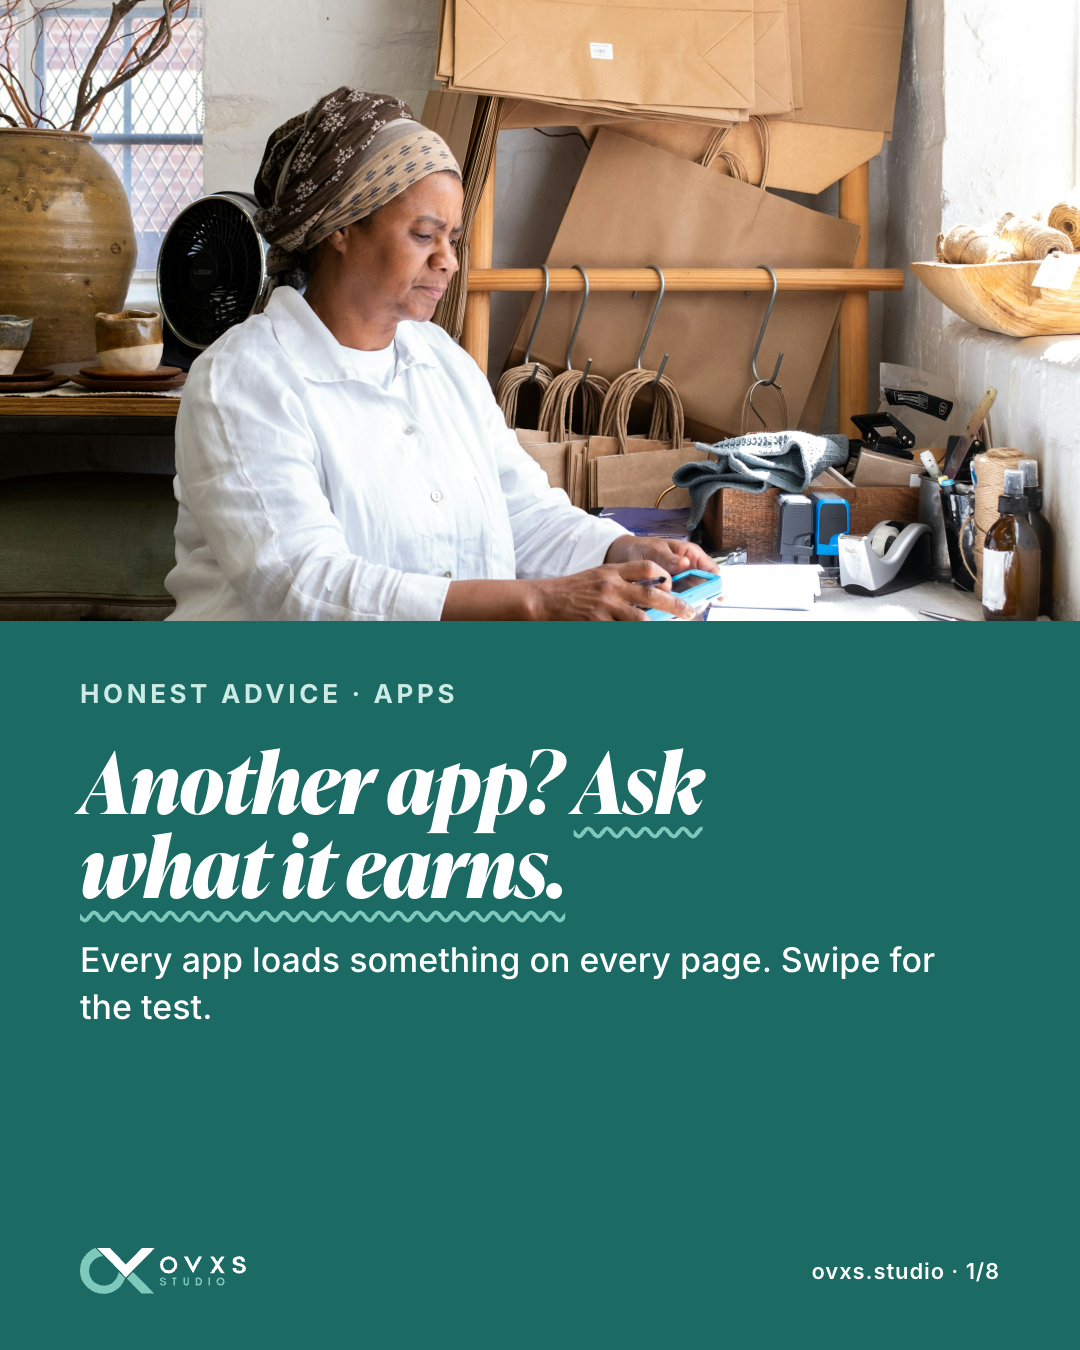 HONEST ADVICE · APPS
Another app? Ask
what it earns.
Every app loads something on every page. Swipe for
the test.
OVXS
STUDIO
ovxs.studio · 1/8